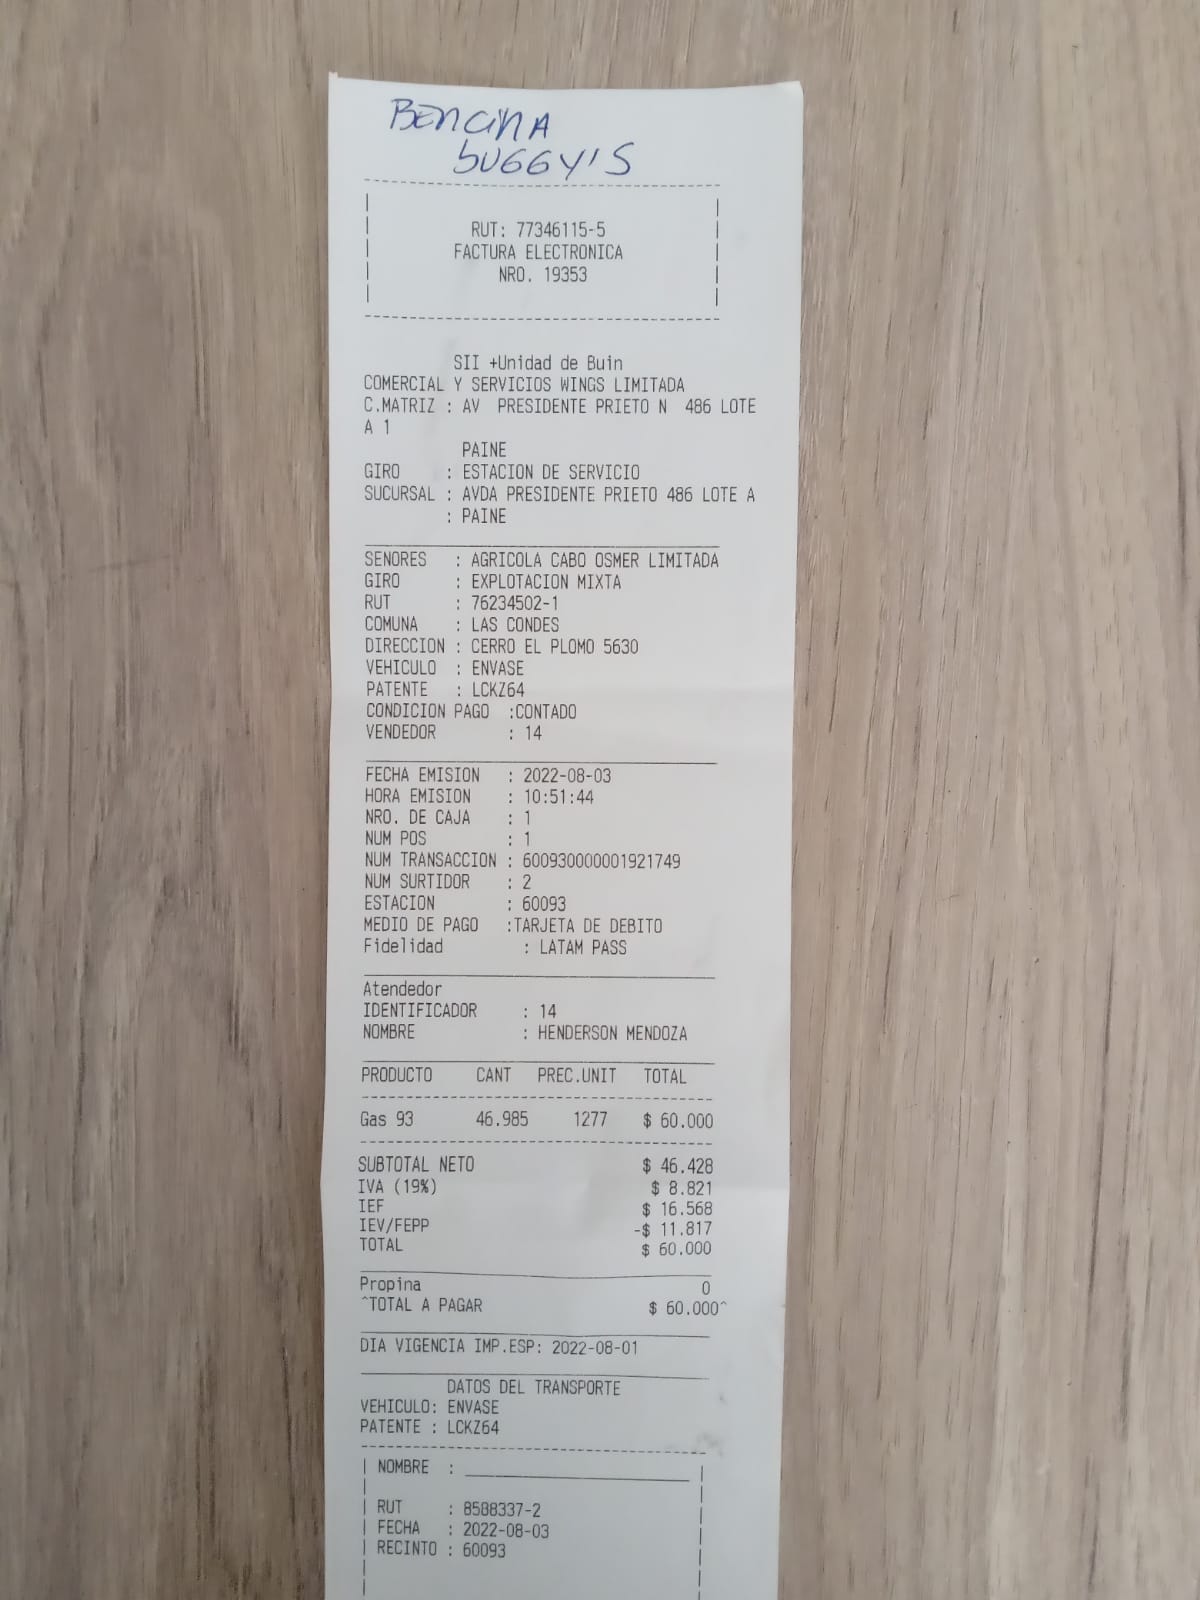 BENCINA
BUGGY'S
RUT: 77346115-5
FACTURA ELECTRONICA
NRO. 19353
SII +Unidad de Buin
COMERCIAL Y SERVICIOS WINGS LIMITADA
C.MATRIZ : AV PRESIDENTE PRIETO N 486 LOTE
A 1
PAINE
GIRO : ESTACION DE SERVICIO
SUCURSAL : AVDA PRESIDENTE PRIETO 486 LOTE A
: PAINE
SENORES : AGRICOLA CABO OSMER LIMITADA
GIRO : EXPLOTACION MIXTA
RUT : 76234502-1
COMUNA : LAS CONDES
DIRECCION : CERRO EL PLOMO 5630
VEHICULO : ENVASE
PATENTE : LCKZ64
CONDICION PAGO :CONTADO
VENDEDOR : 14
FECHA EMISION : 2022-08-03
HORA EMISION : 10:51:44
NRO. DE CAJA : 1
NUM POS : 1
NUM TRANSACCION : 600930000001921749
NUM SURTIDOR : 2
ESTACION : 60093
MEDIO DE PAGO :TARJETA DE DEBITO
Fidelidad : LATAM PASS
Atendedor
IDENTIFICADOR : 14
NOMBRE : HENDERSON MENDOZA
PRODUCTO CANT PREC.UNIT TOTAL
Gas 93 46.985 1277 $ 60.000
SUBTOTAL NETO $ 46.428
IVA (19%) $ 8.821
IEF $ 16.568
IEV/FEPP -$ 11.817
TOTAL $ 60.000
Propina 0
^TOTAL A PAGAR $ 60.000^
DIA VIGENCIA IMP.ESP: 2022-08-01
DATOS DEL TRANSPORTE
VEHICULO: ENVASE
PATENTE : LCKZ64
NOMBRE : ____________________
RUT : 8588337-2
FECHA : 2022-08-03
RECINTO : 60093